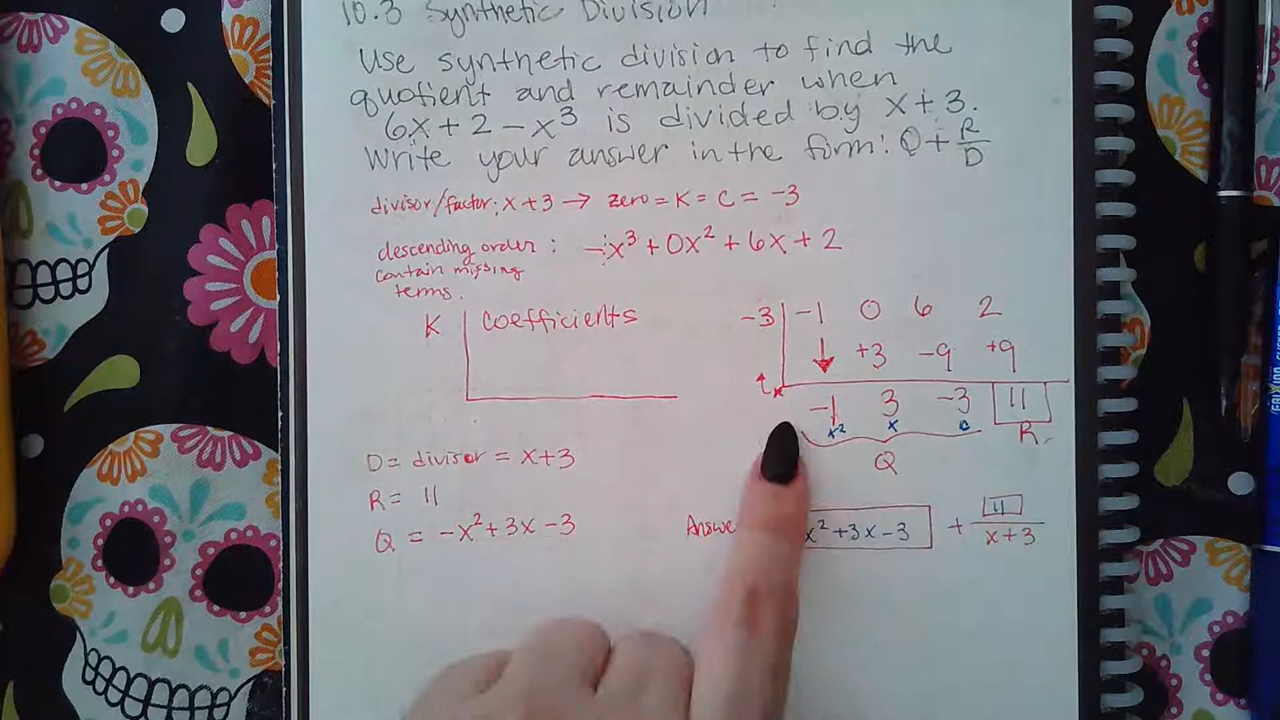 10.3 Synthetic Division
Use synthetic division to find the
quotient and remainder when
6x + 2 - x³ is divided by x + 3.
Write your answer in the form: Q + R/D
divisor/factor: x + 3 → zero = K = C = -3
descending order: -x³ + 0x² + 6x + 2
contain missing
terms.
K | coefficients
-3 | -1 0 6 2
↓ +3 -9 +9
-1 3 -3 11
x² x c R.
Q
D = divisor = x+3
R = 11
Q = -x² + 3x - 3
Answe x² + 3x - 3 + 11/x+3